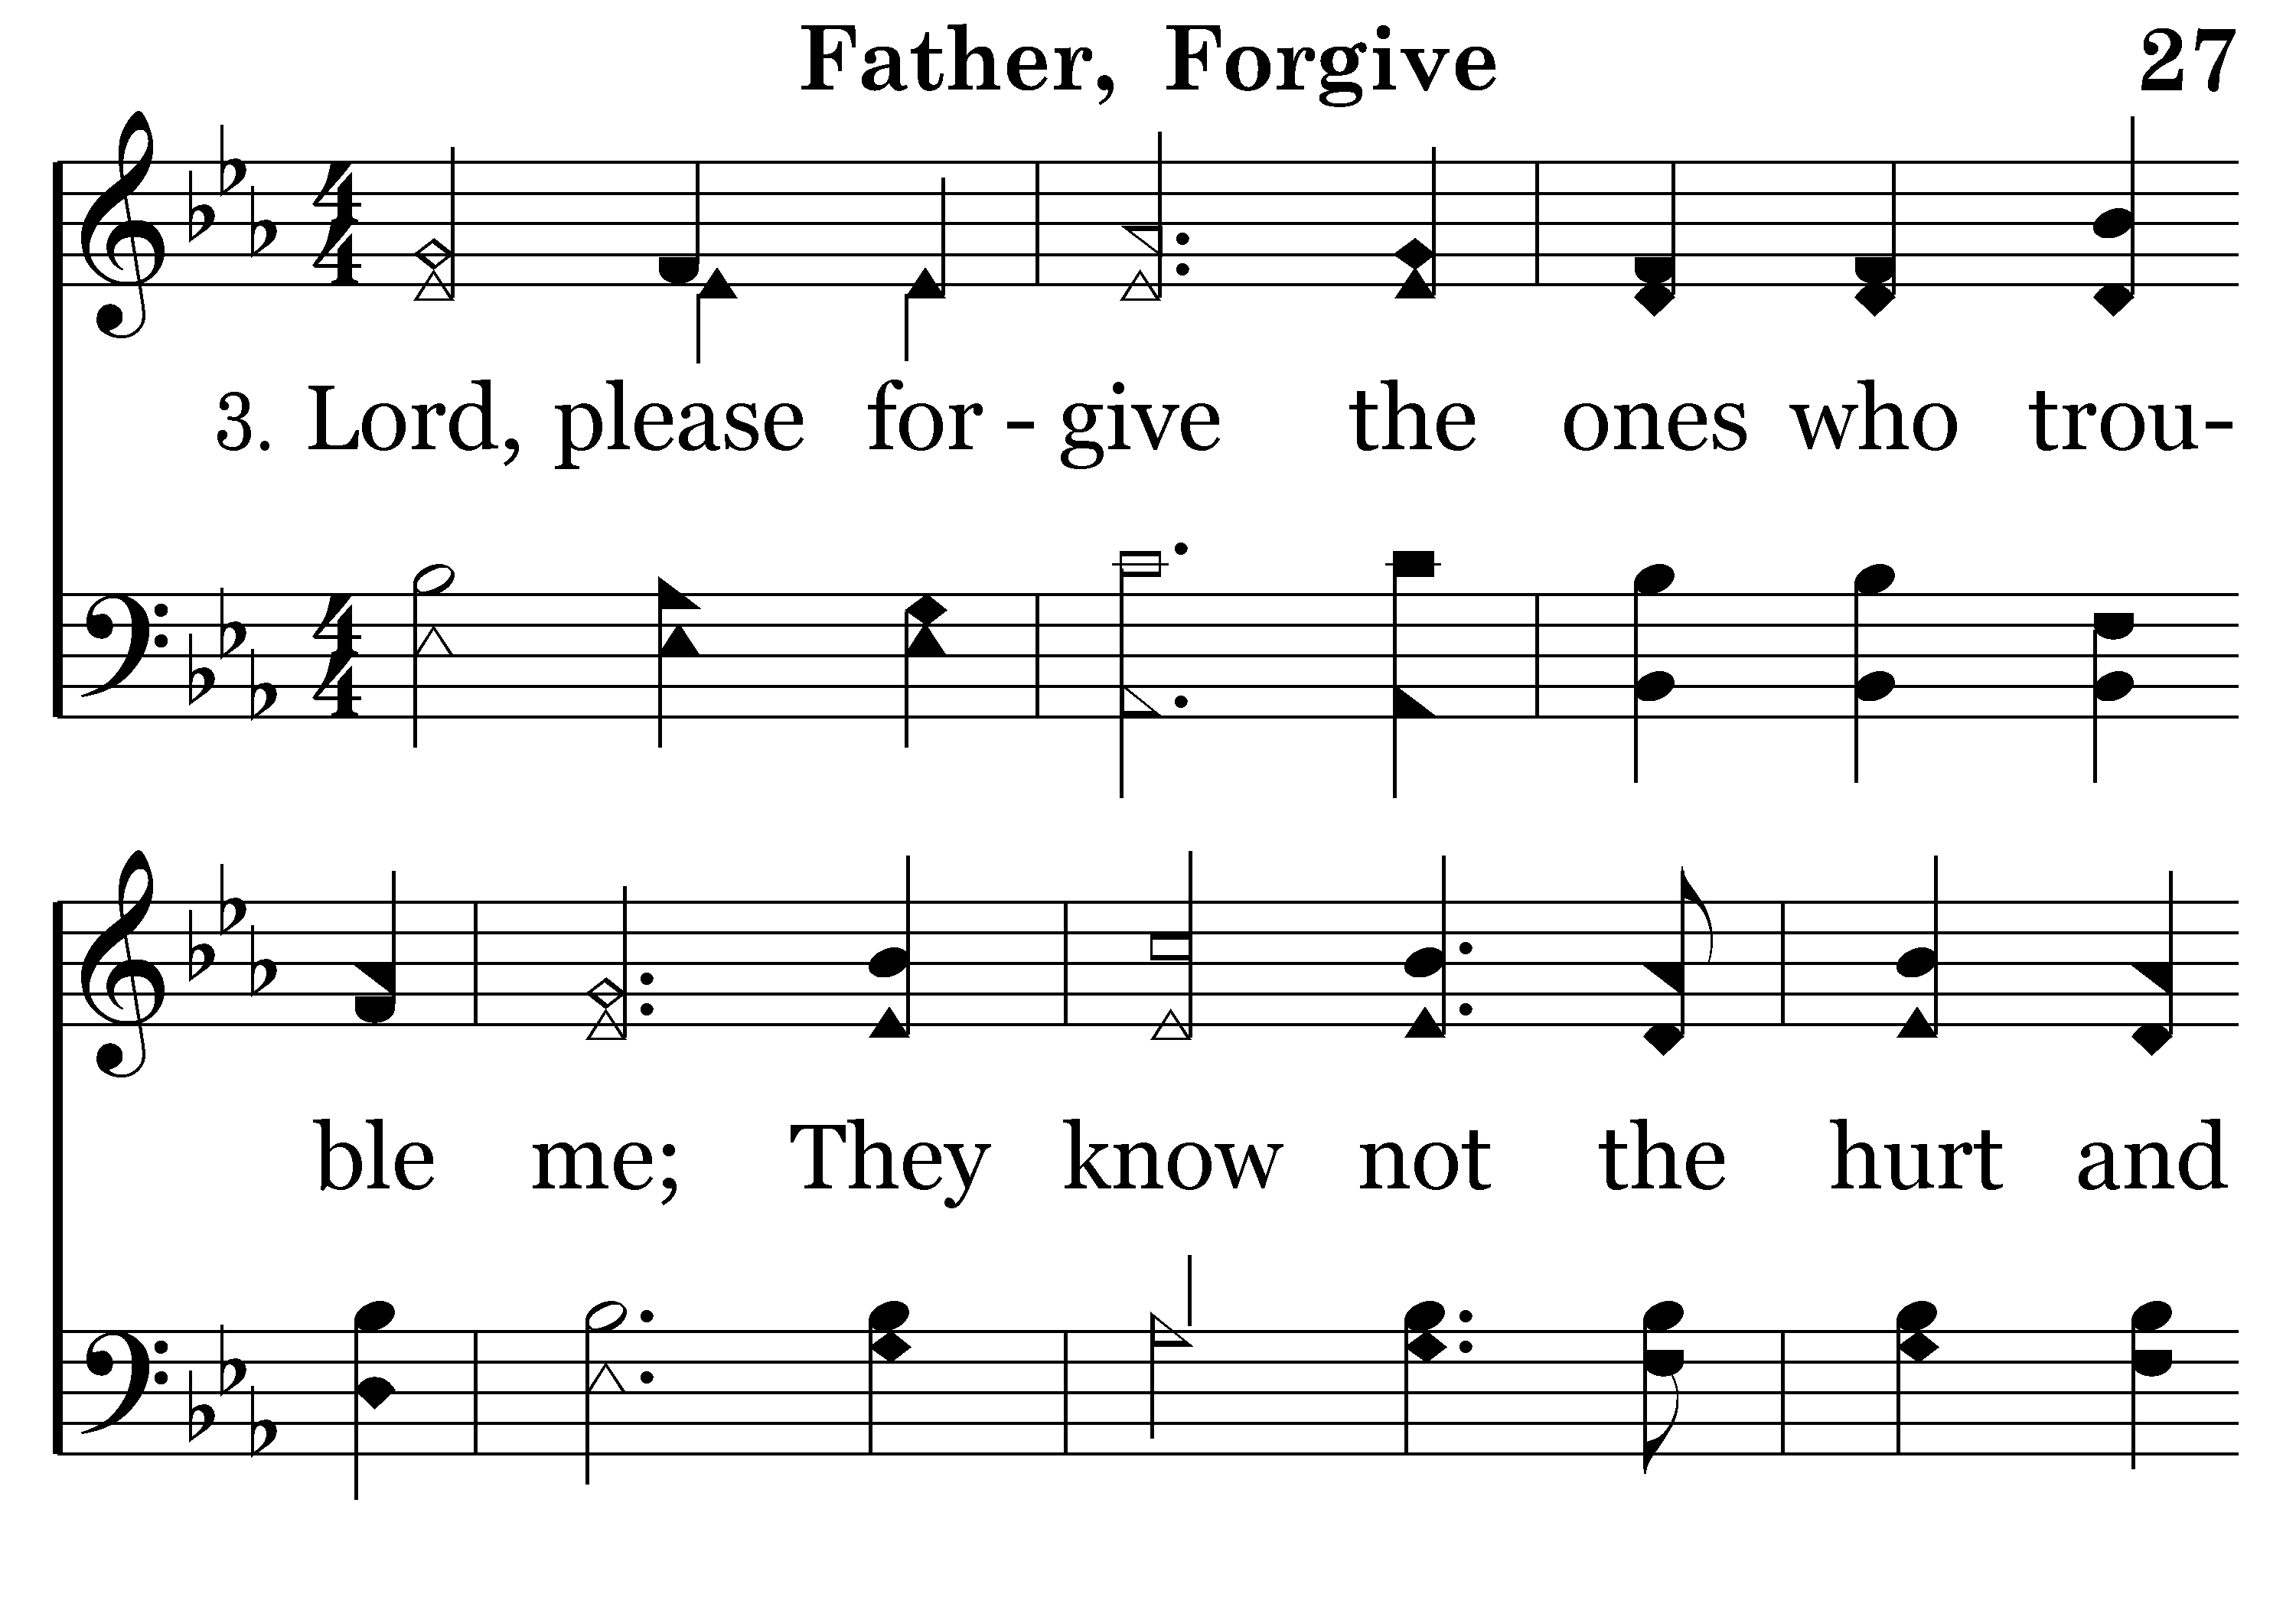 Father, Forgive 27
3. Lord, please for - give the ones who trou-
ble me; They know not the hurt and